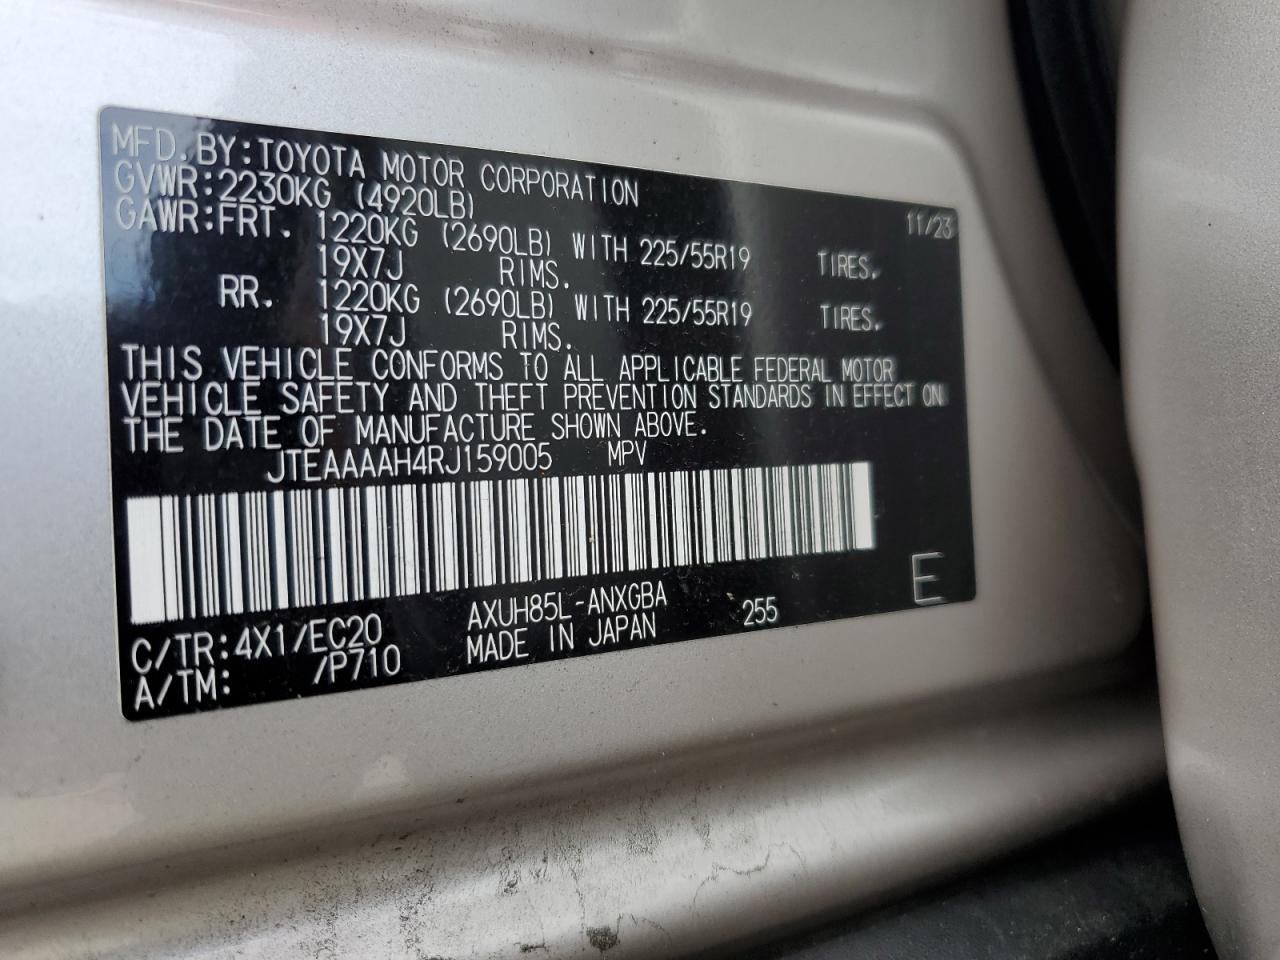 MFD. BY:TOYOTA MOTOR CORPORATION 11/23
GVWR:2230KG (4920LB)
GAWR:FRT. 1220KG (2690LB) WITH 225/55R19 TIRES.
19X7J RIMS.
RR. 1220KG (2690LB) WITH 225/55R19 TIRES.
19X7J RIMS.
THIS VEHICLE CONFORMS TO ALL APPLICABLE FEDERAL MOTOR
VEHICLE SAFETY AND THEFT PREVENTION STANDARDS IN EFFECT ON
THE DATE OF MANUFACTURE SHOWN ABOVE.
JTEAAAAH4RJ159005 MPV
E
C/TR:4X1/EC20 AXUH85L-ANXGBA 255
A/TM: /P710 MADE IN JAPAN